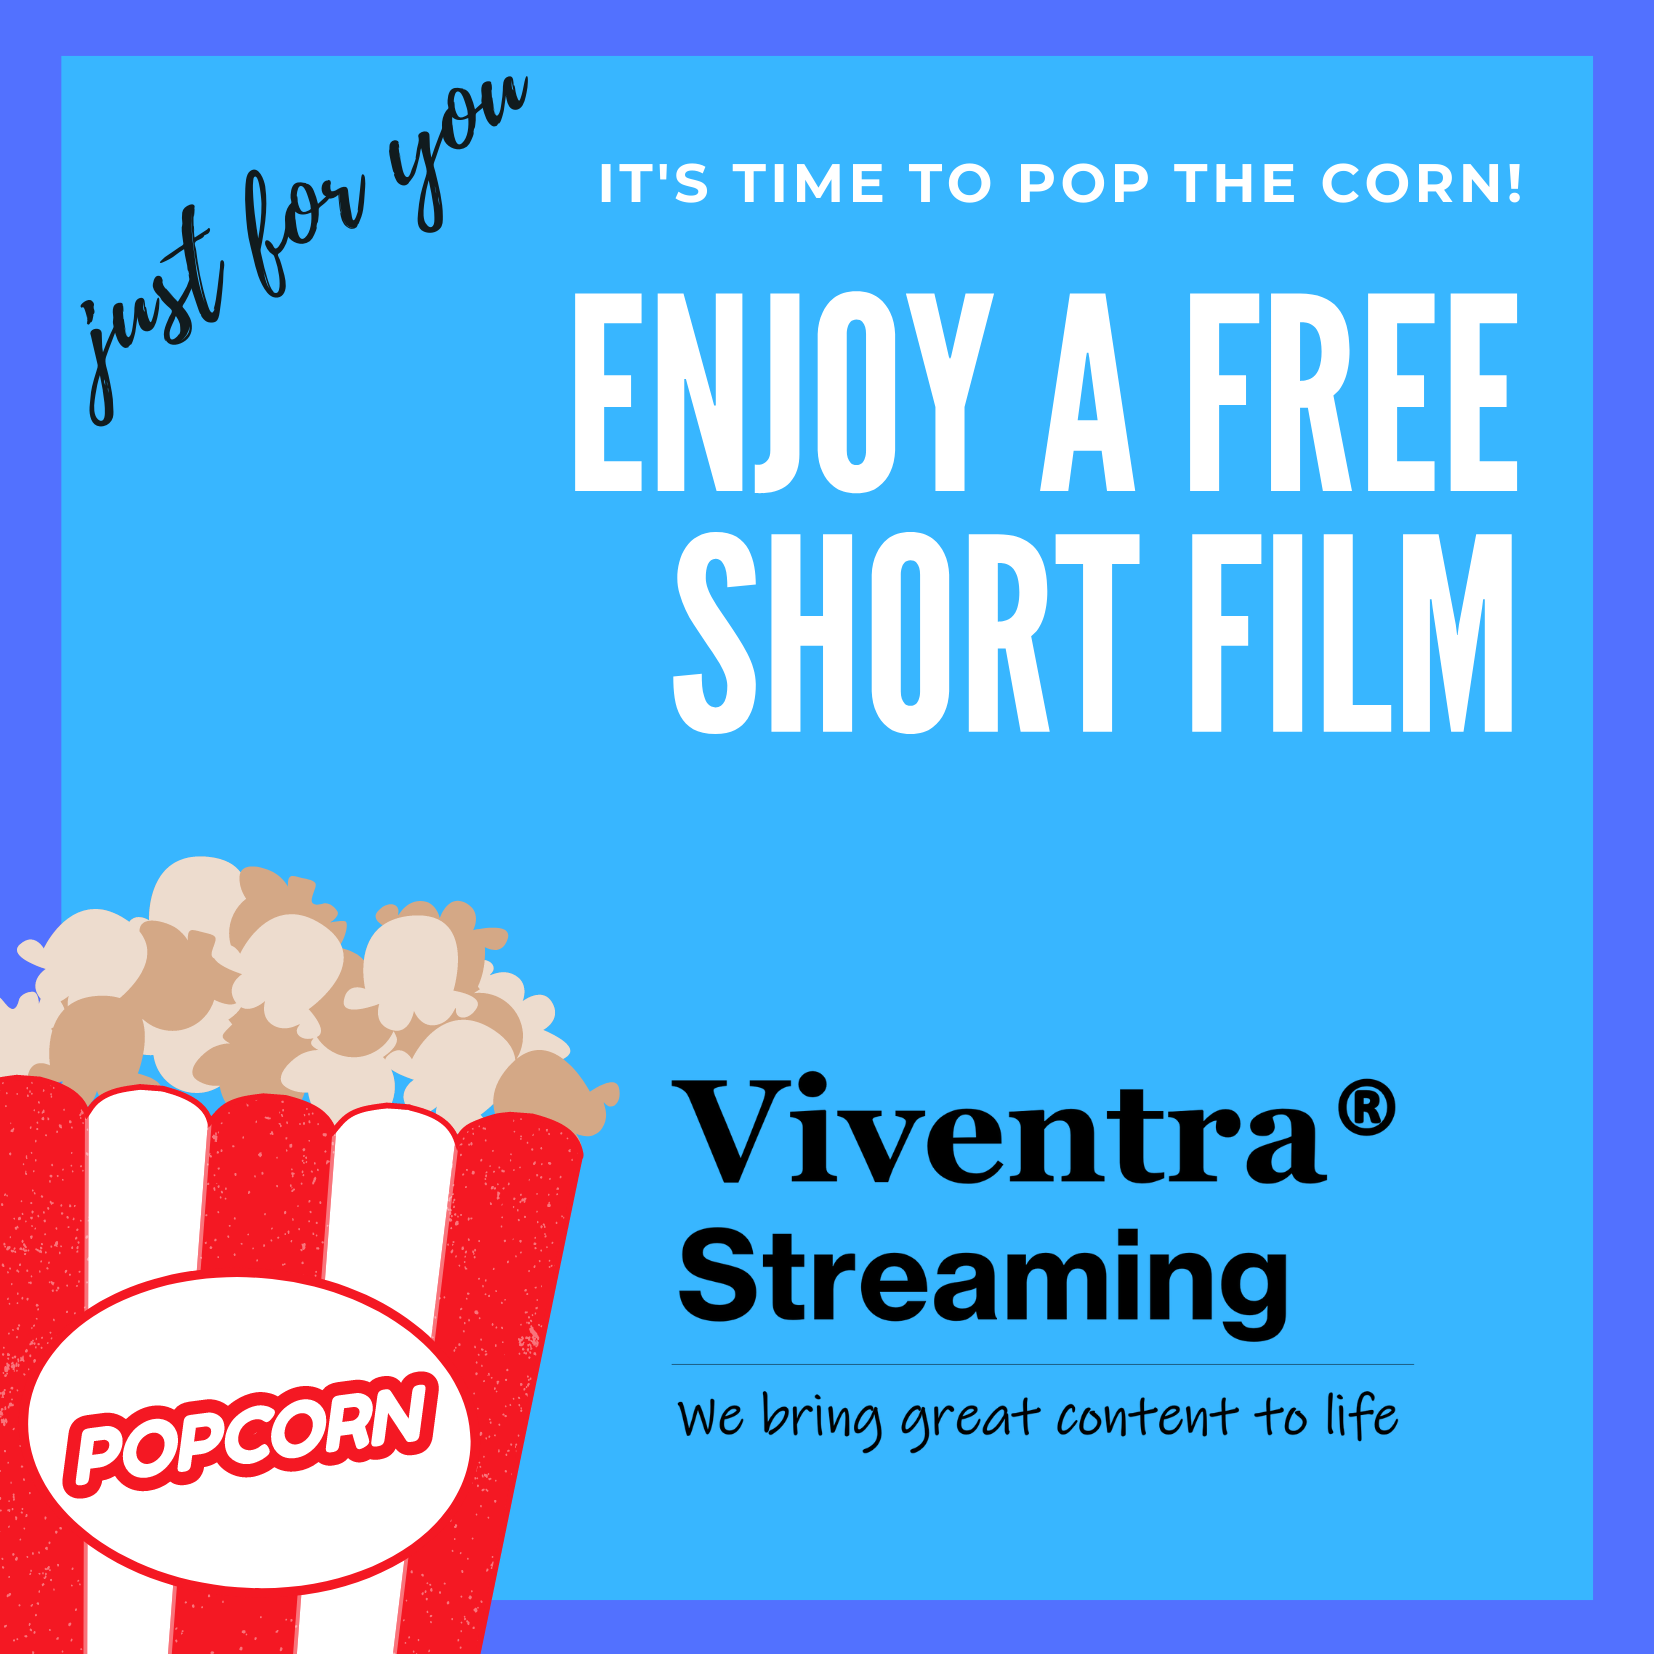 just for you
IT'S TIME TO POP THE CORN!
ENJOY A FREE
SHORT FILM
Viventra®
Streaming
We bring great content to life
POPCORN